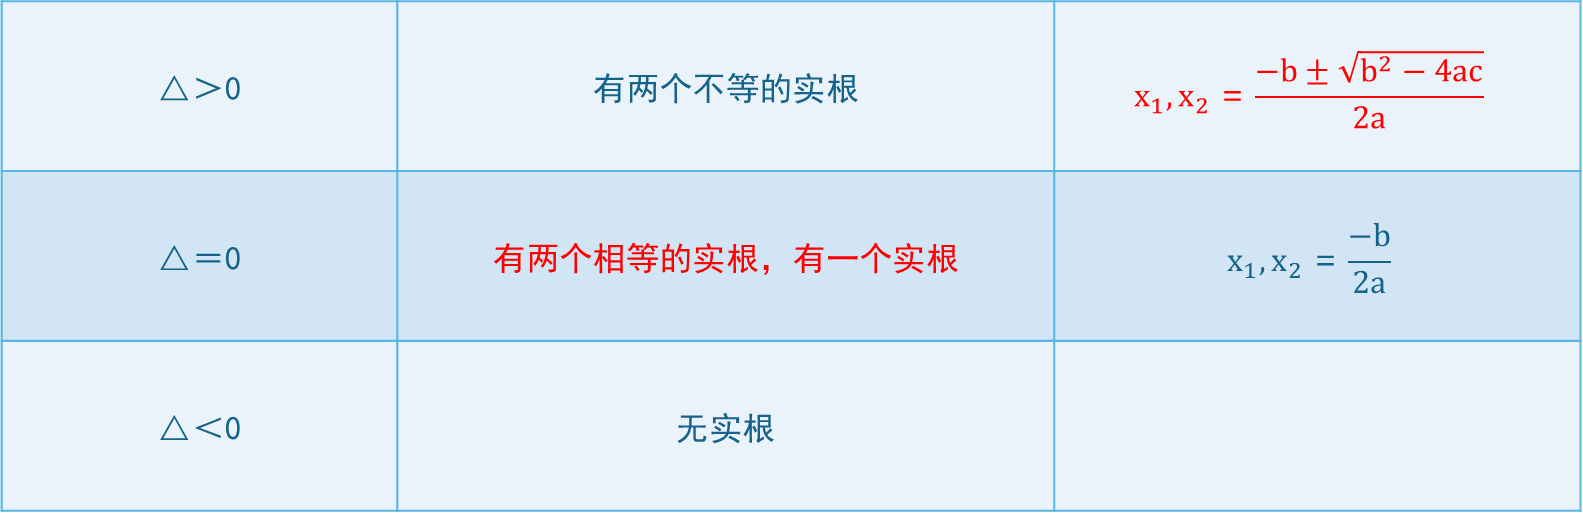 △＞0
有两个不等的实根
x₁,x₂ = (−b ± √(b² − 4ac))/(2a)
△＝0
有两个相等的实根，有一个实根
x₁,x₂ = −b/(2a)
△＜0
无实根